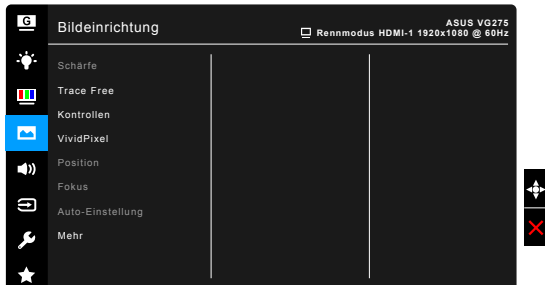 G
Bildeinrichtung
ASUS VG275
Rennmodus HDMI-1 1920x1080 @ 60Hz
Schärfe
Trace Free
Kontrollen
VividPixel
Position
Fokus
Auto-Einstellung
Mehr